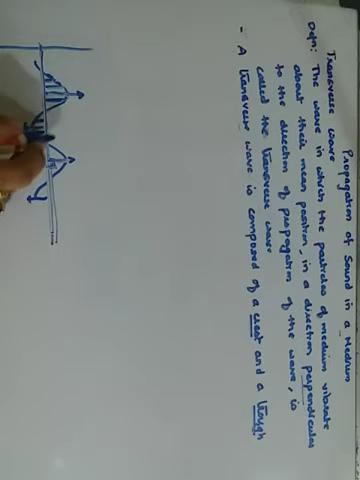 Propagation of Sound in a Medium
Transverse wave
Defn: The wave in which the particles of medium vibrate
about their mean position, in a direction perpendicular
to the direction of propagation of the wave, is
called the transverse wave
- A transverse wave is composed of a crest and a trough